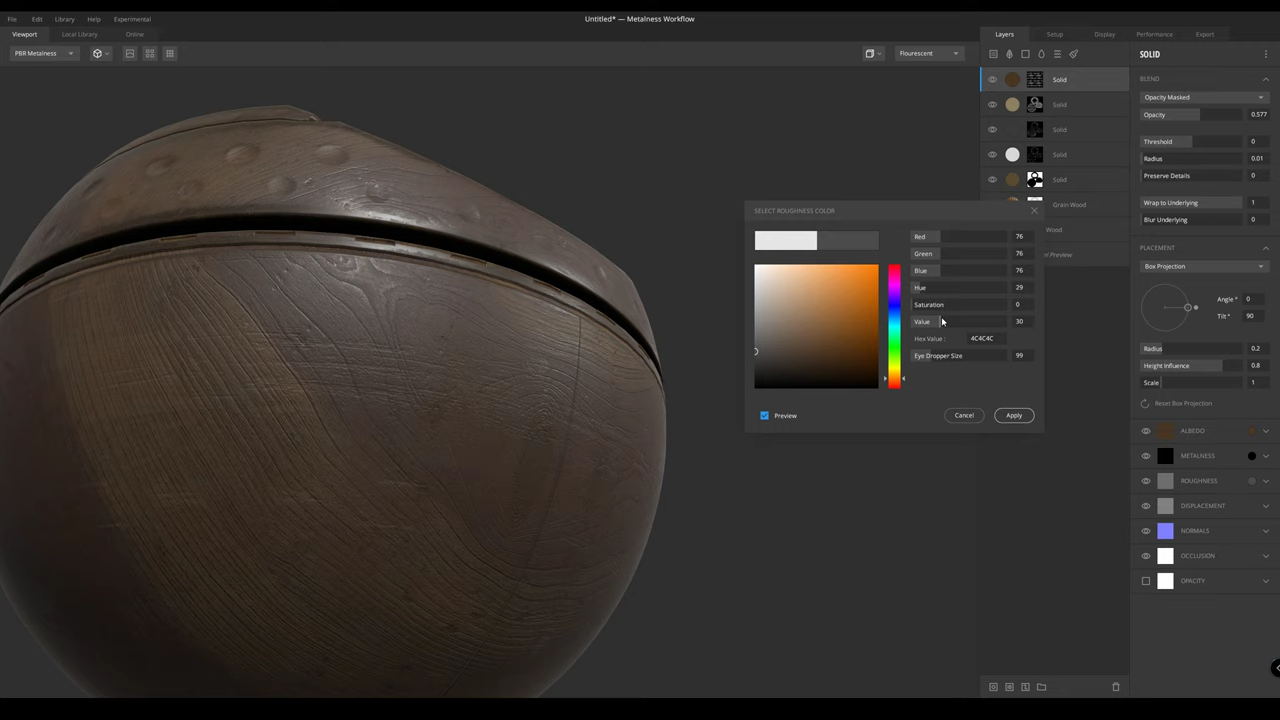 File Edit Library Help Experimental
Untitled* — Metalness Workflow
Viewport Local Library Online
Layers Setup Display Performance Export
PBR Metalness
Flourescent
SOLID
BLEND
Opacity Masked
Opacity 0.577
Threshold 0
Radius 0.01
Preserve Details 0
Wrap to Underlying 1
Blur Underlying 0
PLACEMENT
Box Projection
Angle ° 0
Tilt ° 90
Radius 0.2
Height Influence 0.8
Scale 1
Reset Box Projection
ALBEDO
METALNESS
ROUGHNESS
DISPLACEMENT
NORMALS
OCCLUSION
OPACITY
Solid
Solid
Solid
Solid
Solid
Grain Wood
Wood
Preview
SELECT ROUGHNESS COLOR
Red 76
Green 76
Blue 76
Hue 29
Saturation 0
Value 30
Hex Value : 4C4C4C
Eye Dropper Size 99
Preview
Cancel Apply